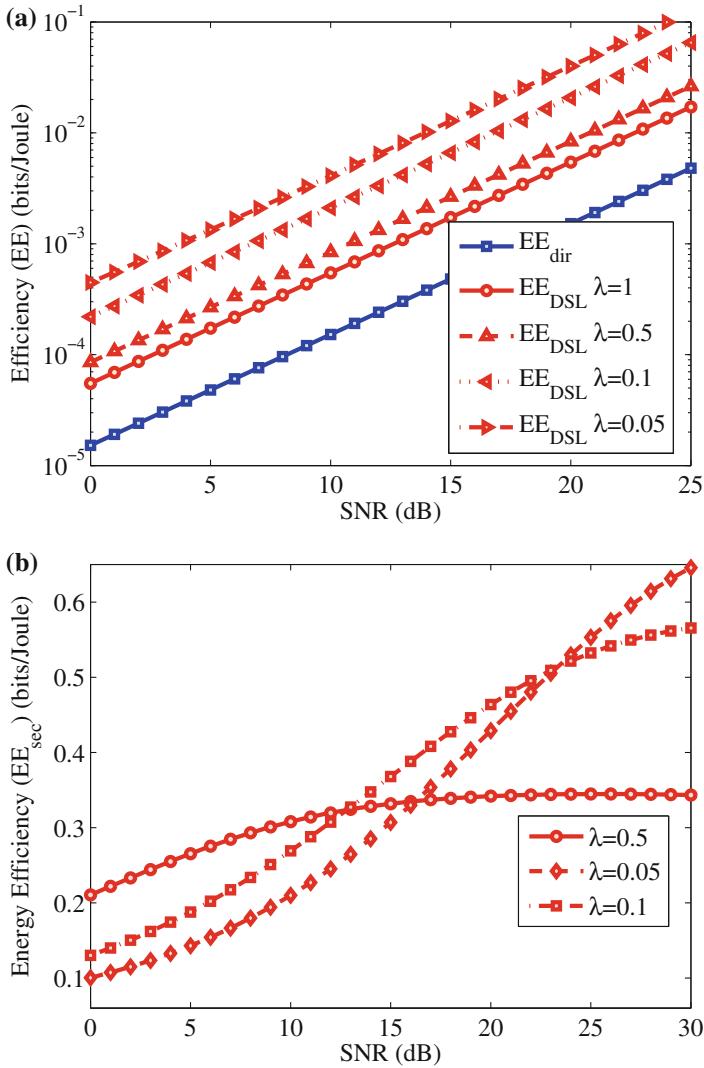 (a)
10^-1
10^-2
10^-3
10^-4
10^-5
Efficiency (EE) (bits/Joule)
EE_dir
EE_DSL λ=1
EE_DSL λ=0.5
EE_DSL λ=0.1
EE_DSL λ=0.05
0 5 10 15 20 25
SNR (dB)
(b)
0.6
0.5
0.4
0.3
0.2
0.1
Energy Efficiency (EE_sec) (bits/Joule)
λ=0.5
λ=0.05
λ=0.1
0 5 10 15 20 25 30
SNR (dB)